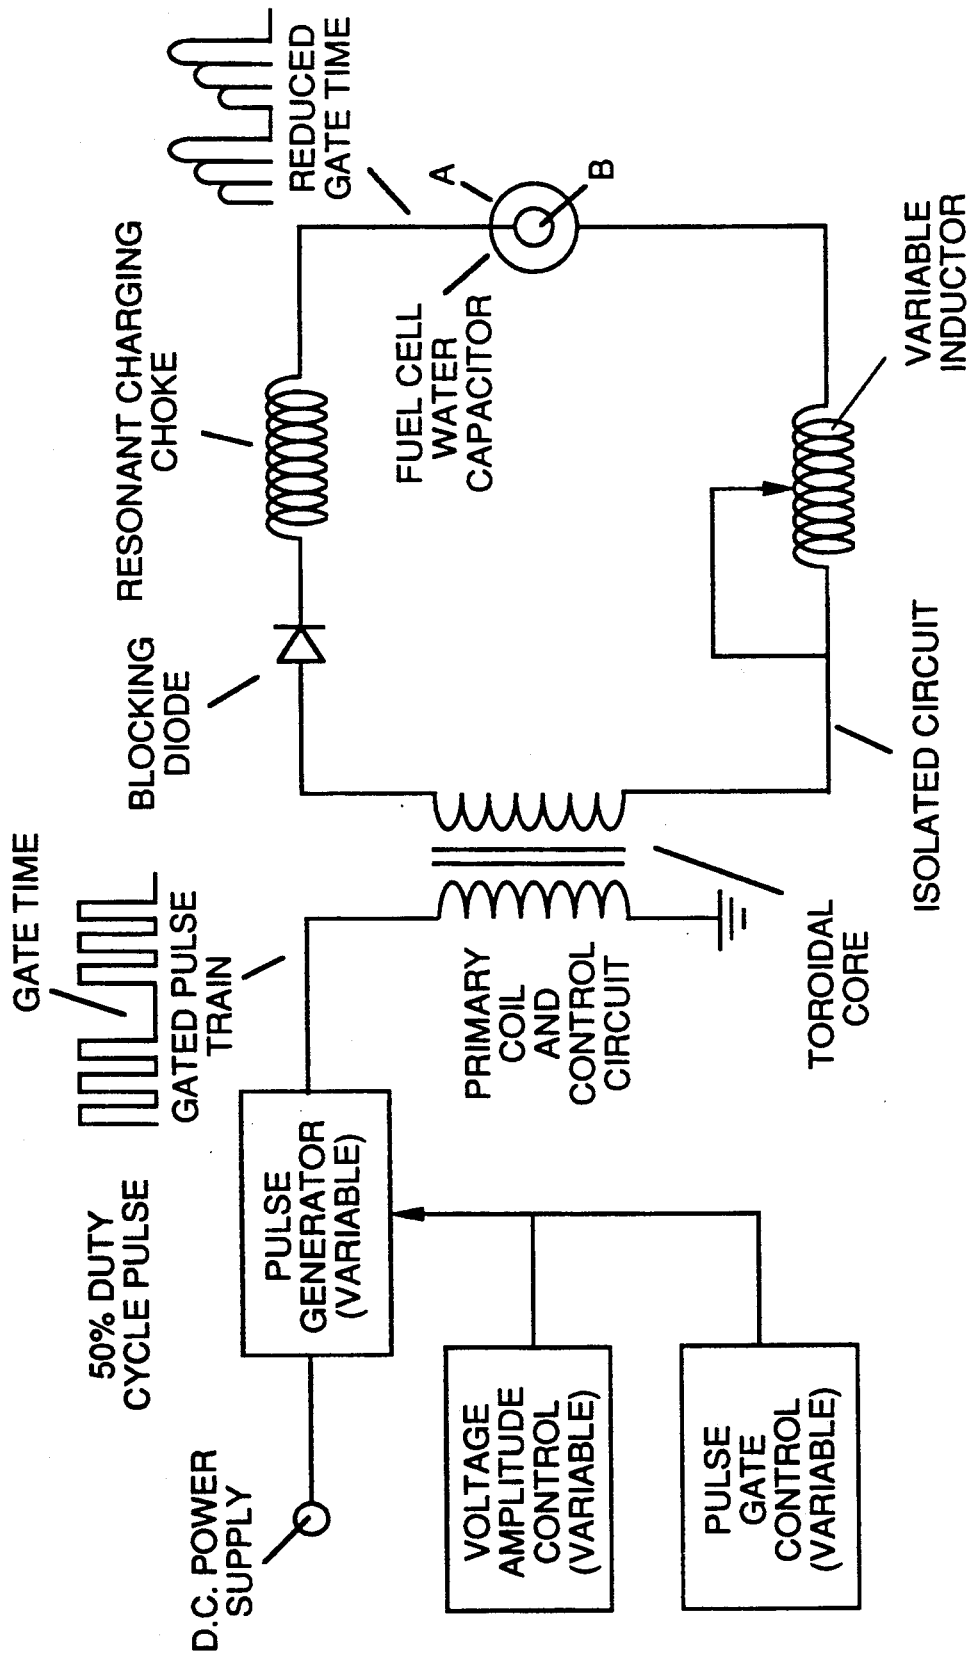 50% DUTY
CYCLE PULSE
GATE TIME
GATED PULSE
TRAIN
D.C. POWER
SUPPLY
PULSE
GENERATOR
(VARIABLE)
VOLTAGE
AMPLITUDE
CONTROL
(VARIABLE)
PULSE
GATE
CONTROL
(VARIABLE)
PRIMARY
COIL
AND
CONTROL
CIRCUIT
TOROIDAL
CORE
BLOCKING
DIODE
RESONANT CHARGING
CHOKE
REDUCED
GATE TIME
FUEL CELL
WATER
CAPACITOR
A
B
VARIABLE
INDUCTOR
ISOLATED CIRCUIT